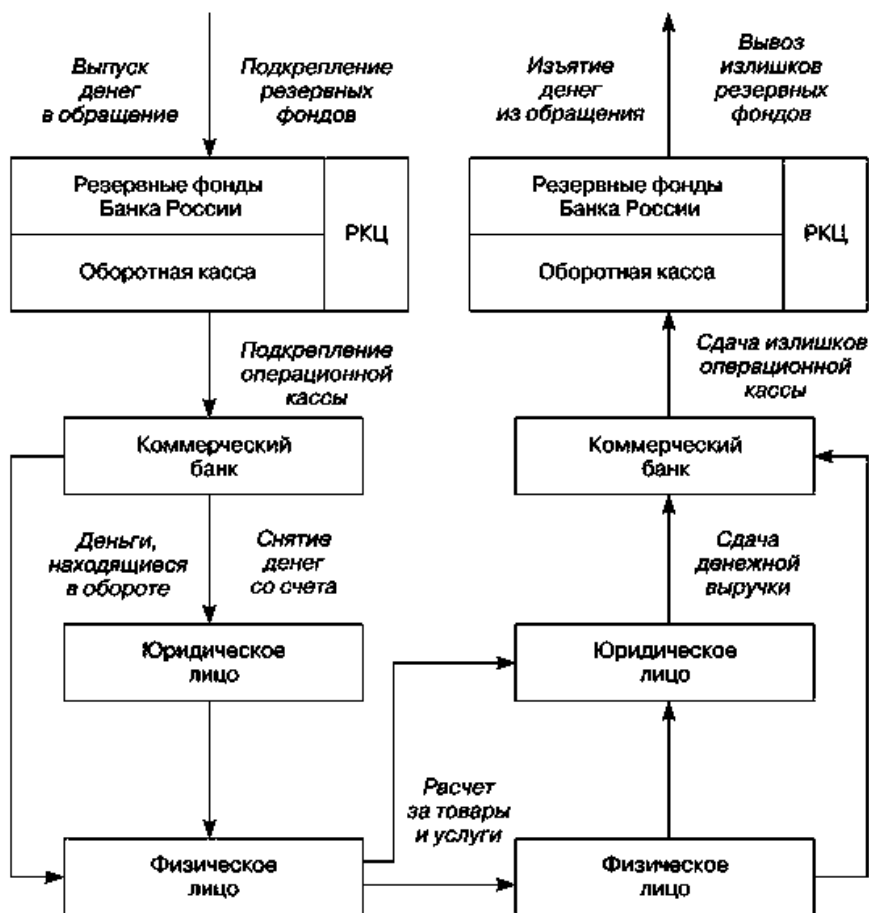 Выпуск
денег
в обращение
Подкрепление
резервных
фондов
Изъятие
денег
из обращения
Вывоз
излишков
резервных
фондов
Резервные фонды
Банка России
РКЦ
Оборотная касса
Резервные фонды
Банка России
РКЦ
Оборотная касса
Подкрепление
операционной
кассы
Сдача излишков
операционной
кассы
Коммерческий
банк
Коммерческий
банк
Деньги,
находящиеся
в обороте
Снятие
денег
со счета
Сдача
денежной
выручки
Юридическое
лицо
Юридическое
лицо
Расчет
за товары
и услуги
Физическое
лицо
Физическое
лицо